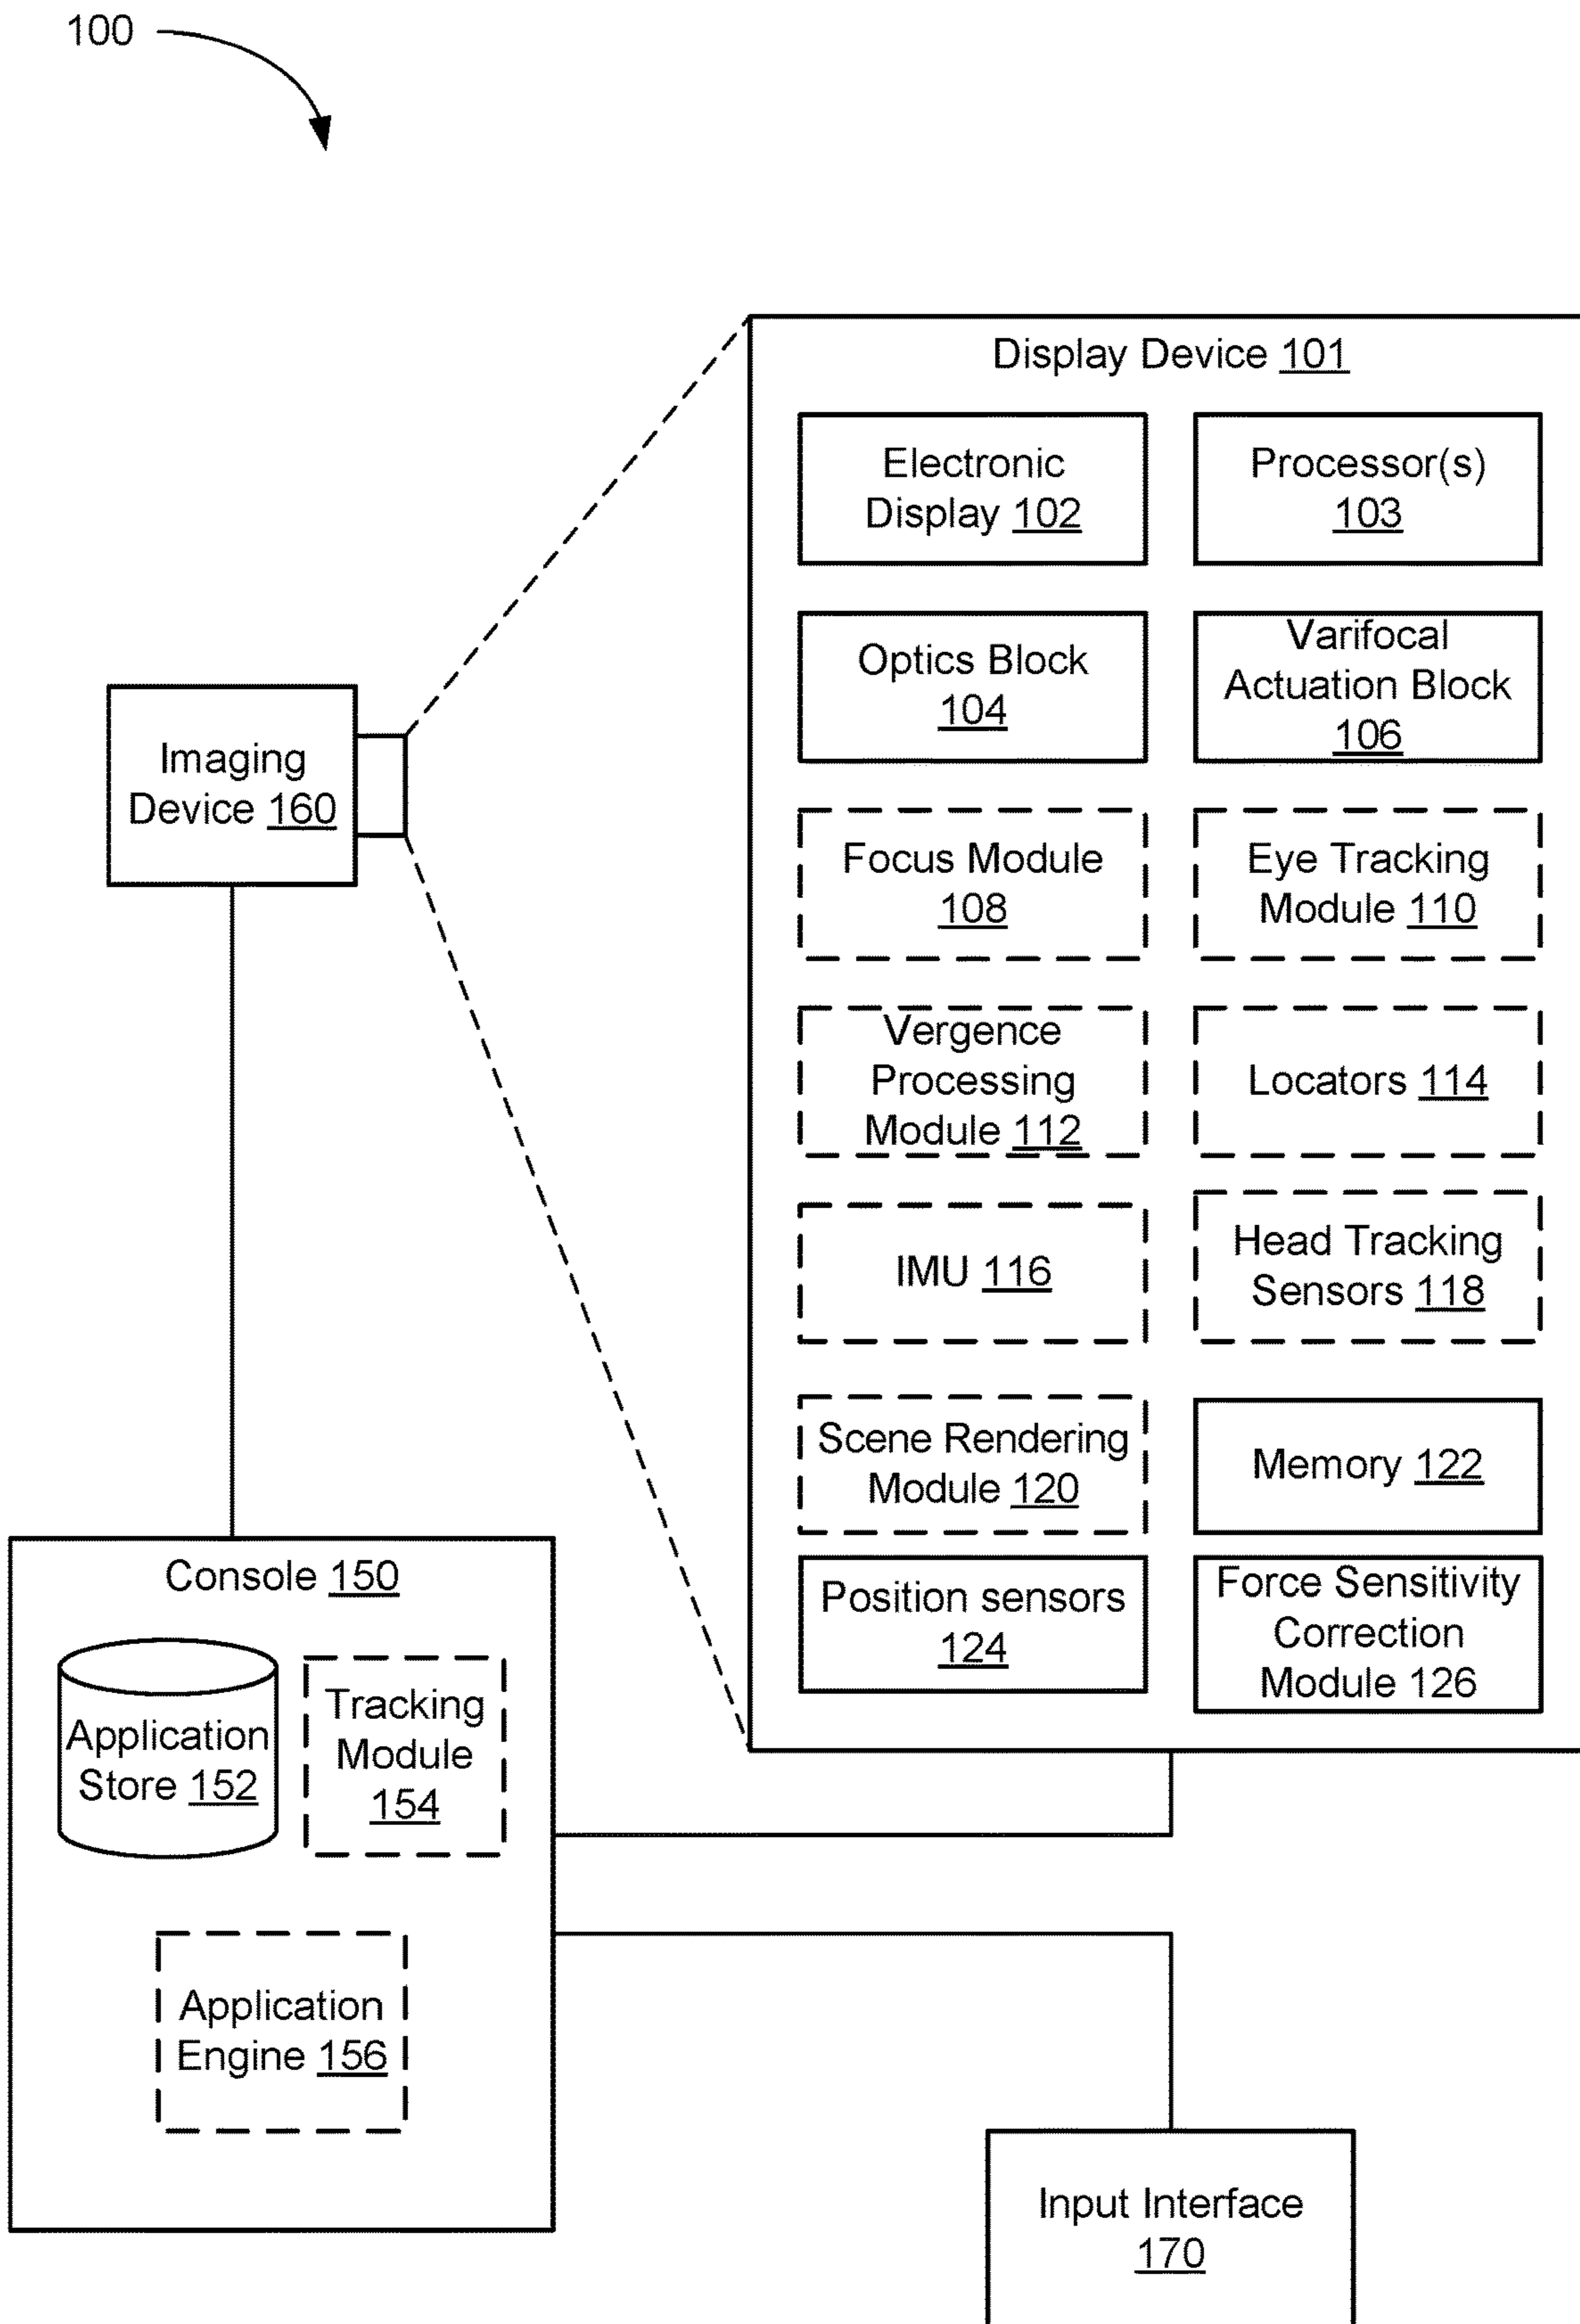 100
Display Device 101
Electronic
Display 102
Processor(s)
103
Optics Block
104
Varifocal
Actuation Block
106
Imaging
Device 160
Focus Module
108
Eye Tracking
Module 110
Vergence
Processing
Module 112
Locators 114
IMU 116
Head Tracking
Sensors 118
Scene Rendering
Module 120
Memory 122
Position sensors
124
Force Sensitivity
Correction
Module 126
Console 150
Application
Store 152
Tracking
Module
154
Application
Engine 156
Input Interface
170